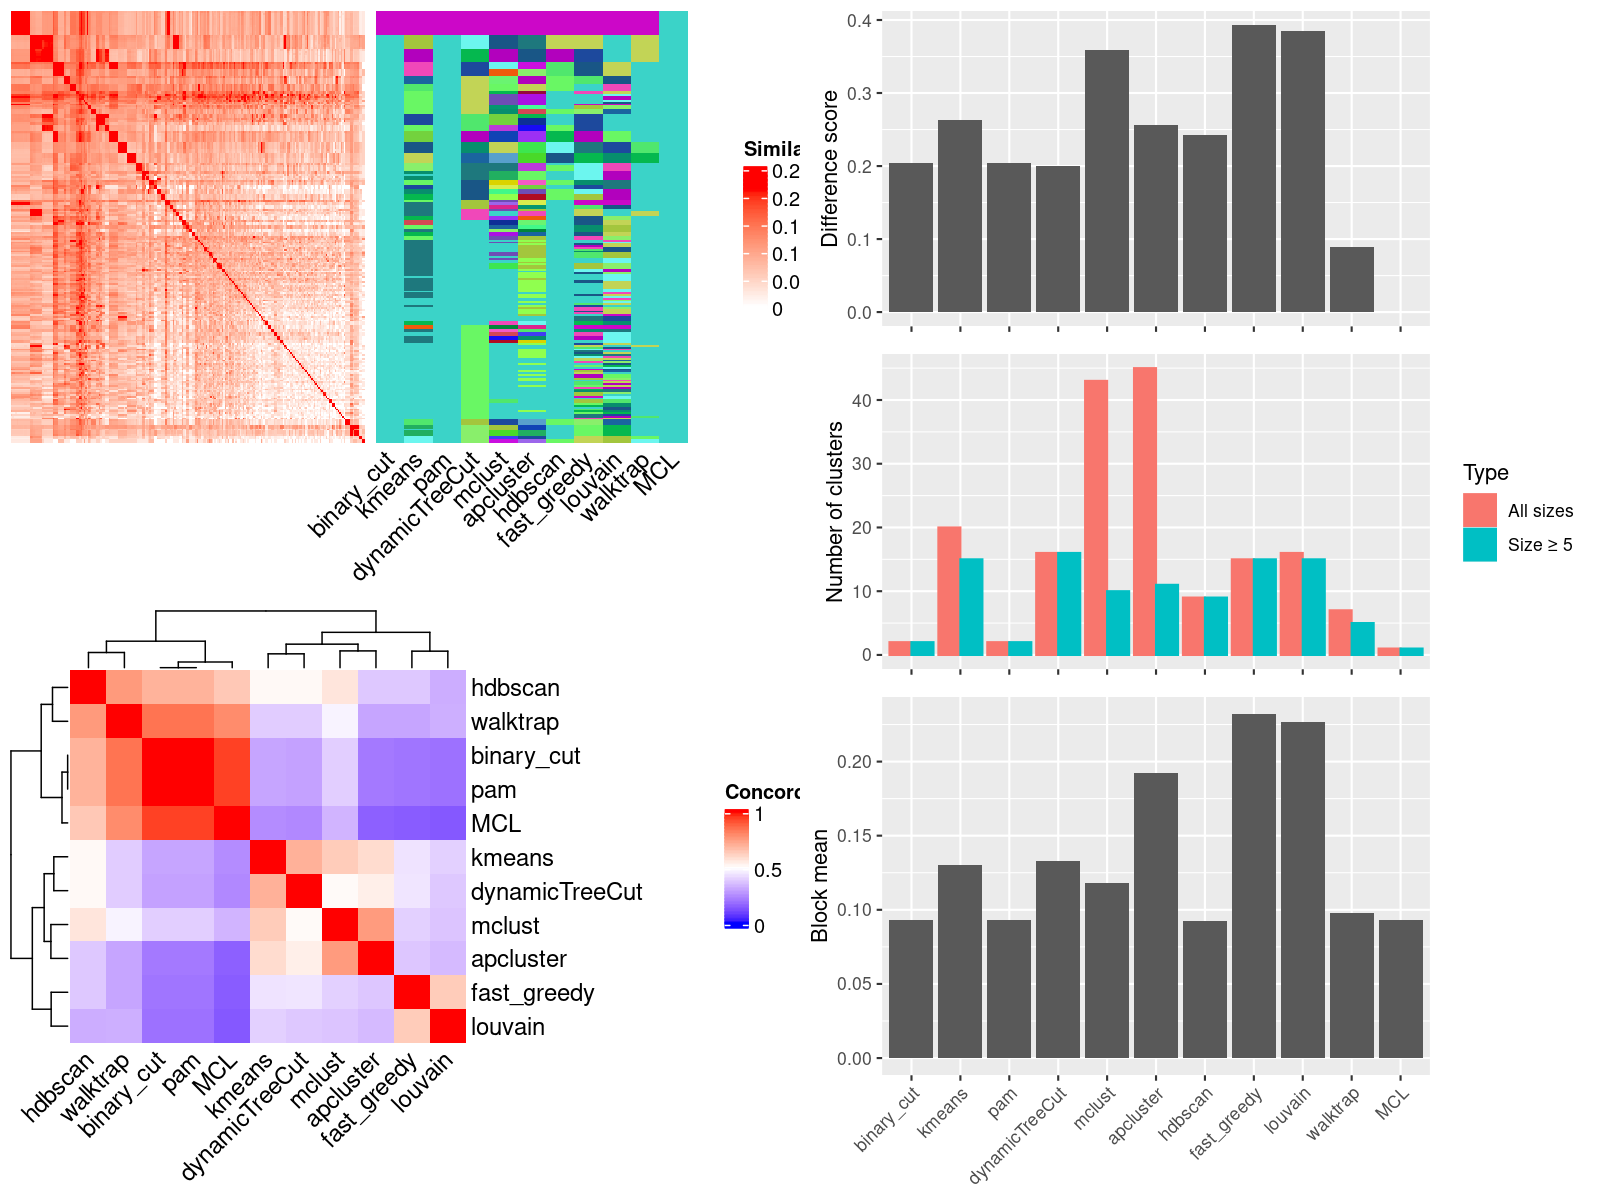 Simila
0.2
0.2
0.1
0.1
0.0
0
binary_cut
kmeans
pam
dynamicTreeCut
mclust
apcluster
hdbscan
fast_greedy
louvain
walktrap
MCL
hdbscan
walktrap
binary_cut
pam
MCL
kmeans
dynamicTreeCut
mclust
apcluster
fast_greedy
louvain
hdbscan
walktrap
binary_cut
pam
MCL
kmeans
dynamicTreeCut
mclust
apcluster
fast_greedy
louvain
Concord
1
0.5
0
Difference score
0.4
0.3
0.2
0.1
0.0
Number of clusters
40
30
20
10
0
Type
All sizes
Size ≥ 5
Block mean
0.20
0.15
0.10
0.05
0.00
binary_cut
kmeans
pam
dynamicTreeCut
mclust
apcluster
hdbscan
fast_greedy
louvain
walktrap
MCL